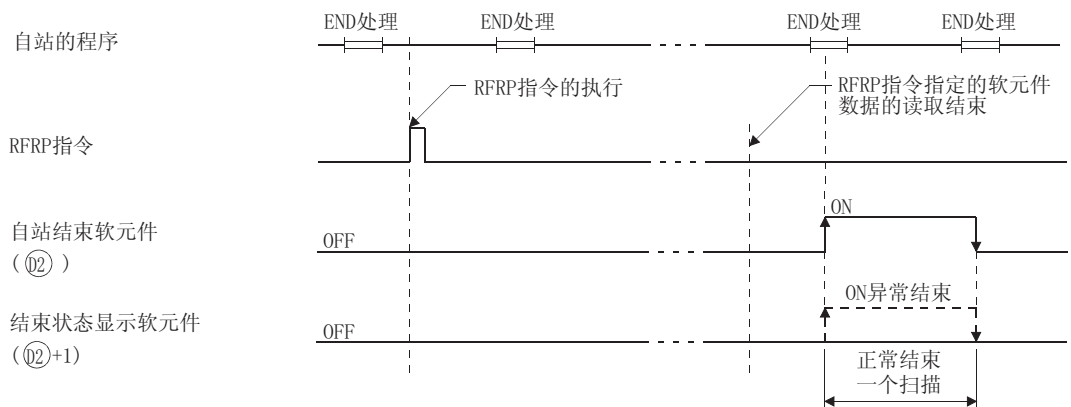 END处理 END处理 END处理 END处理
自站的程序
RFRP指令的执行
RFRP指令指定的软元件
数据的读取结束
RFRP指令
ON
自站结束软元件
(D2)
OFF
ON异常结束
结束状态显示软元件
(D2+1)
OFF
正常结束
一个扫描